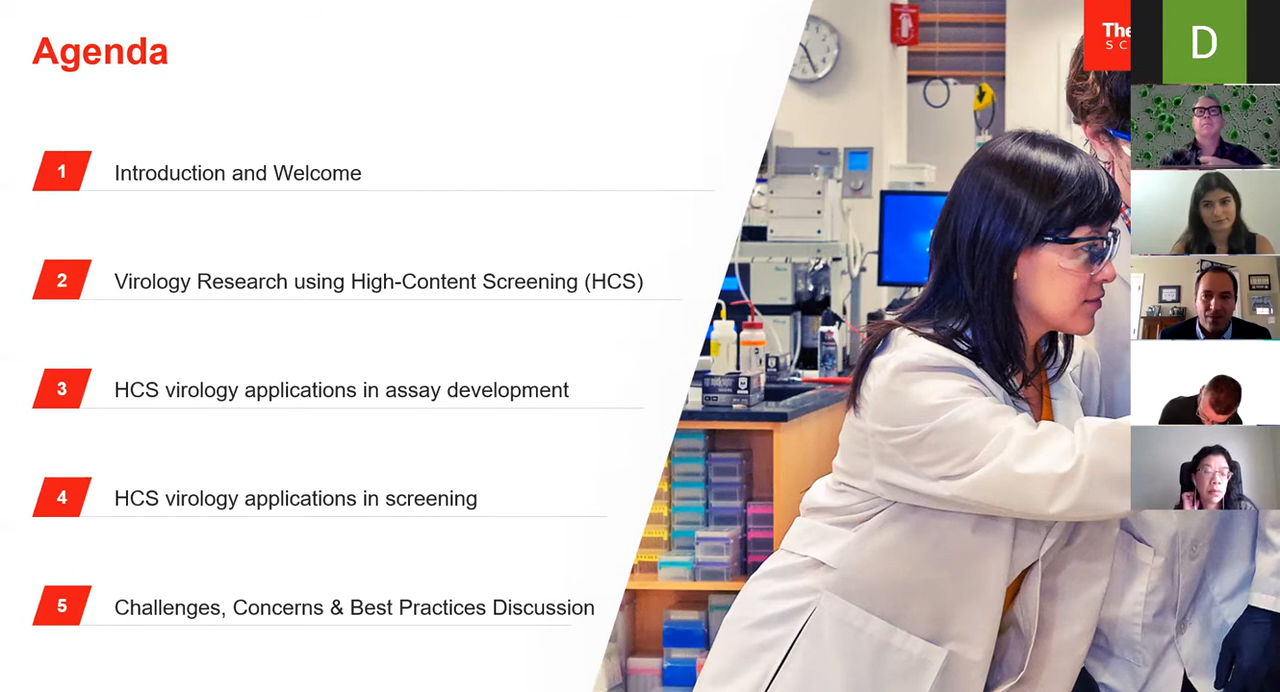 Agenda
1 Introduction and Welcome
2 Virology Research using High-Content Screening (HCS)
3 HCS virology applications in assay development
4 HCS virology applications in screening
5 Challenges, Concerns & Best Practices Discussion
D